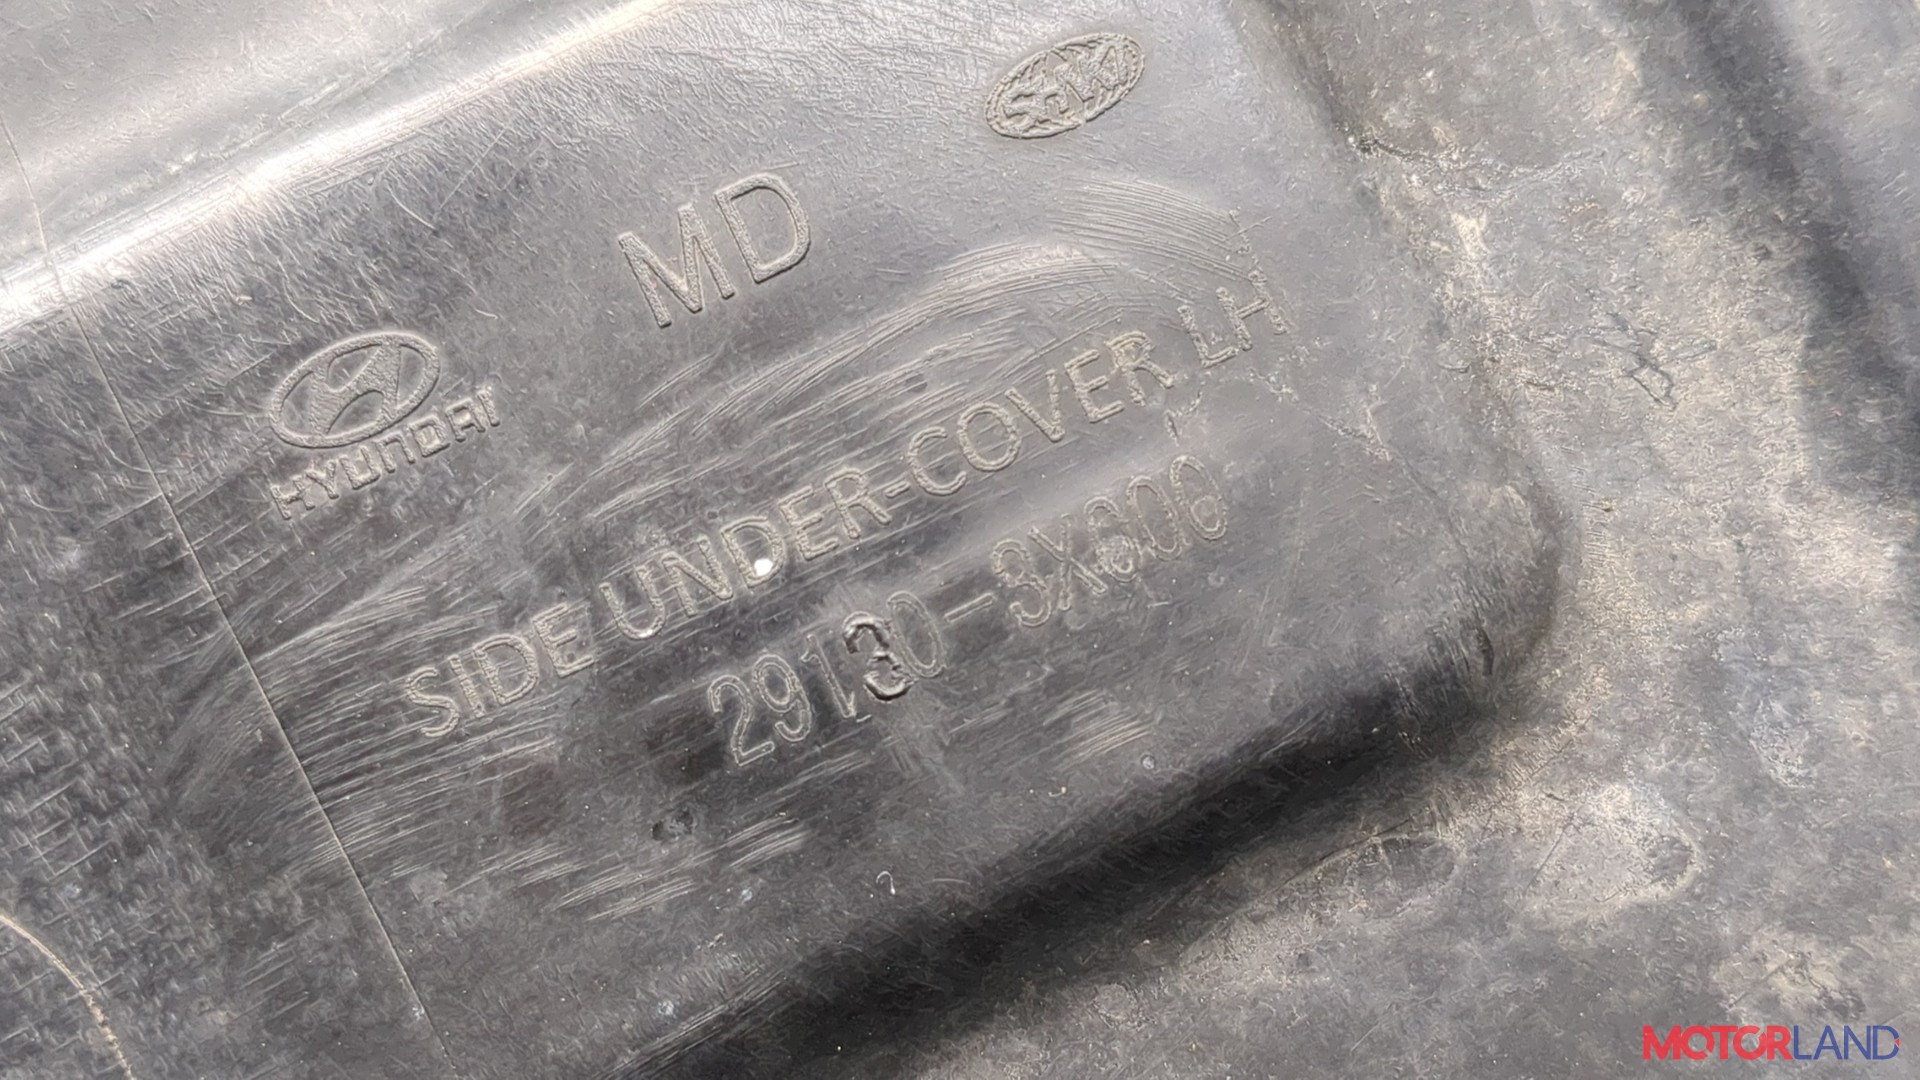 MD
HYUNDAI
SIDE UNDER-COVER LH
29130-3X600
MOTORLAND